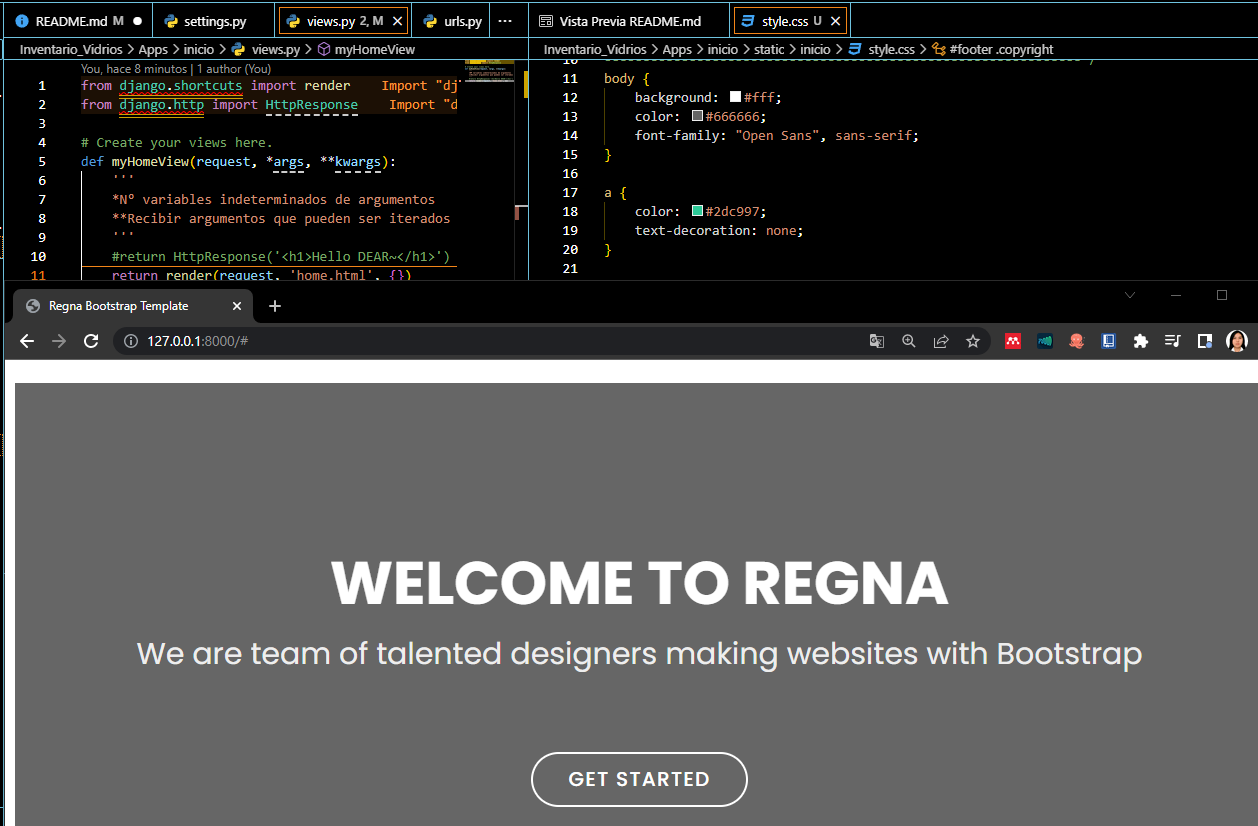 README.md M
settings.py
views.py 2, M
urls.py
Vista Previa README.md
style.css U
Inventario_Vidrios > Apps > inicio > views.py > myHomeView
Inventario_Vidrios > Apps > inicio > static > inicio > style.css > #footer .copyright
You, hace 8 minutos | 1 author (You)
1 from django.shortcuts import render Import "dj
2 from django.http import HttpResponse Import "d
3
4 # Create your views here.
5 def myHomeView(request, *args, **kwargs):
6 '''
7 *Nº variables indeterminados de argumentos
8 **Recibir argumentos que pueden ser iterados
9 '''
10 #return HttpResponse('<h1>Hello DEAR~</h1>')
11 return render(request, 'home.html', {})
10
11 body {
12 background: #fff;
13 color: #666666;
14 font-family: "Open Sans", sans-serif;
15 }
16
17 a {
18 color: #2dc997;
19 text-decoration: none;
20 }
21
Regna Bootstrap Template
127.0.0.1:8000/#
WELCOME TO REGNA
We are team of talented designers making websites with Bootstrap
GET STARTED